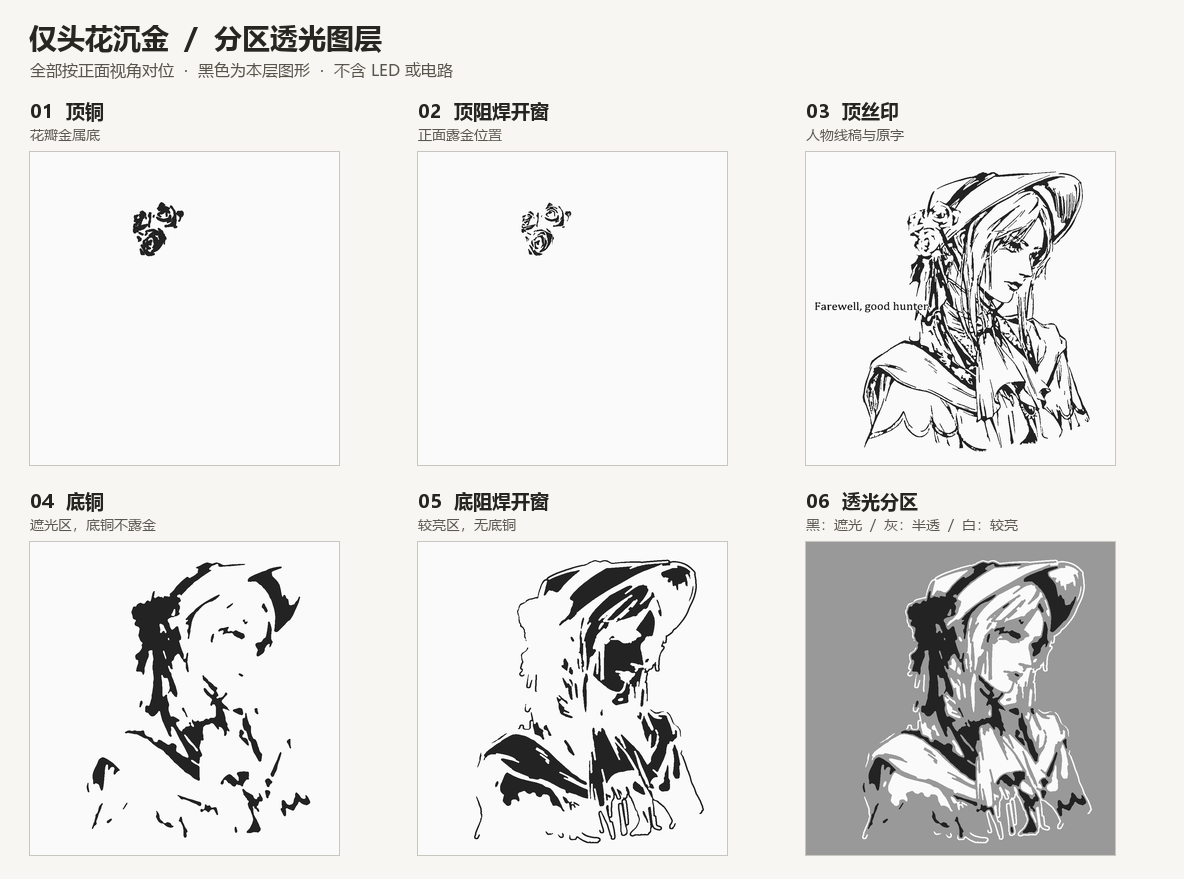 仅头花沉金 / 分区透光图层
全部按正面视角对位 · 黑色为本层图形 · 不含 LED 或电路
01 顶铜
花瓣金属底
02 顶阻焊开窗
正面露金位置
03 顶丝印
人物线稿与原字
Farewell, good hunter.
04 底铜
遮光区，底铜不露金
05 底阻焊开窗
较亮区，无底铜
06 透光分区
黑：遮光 / 灰：半透 / 白：较亮